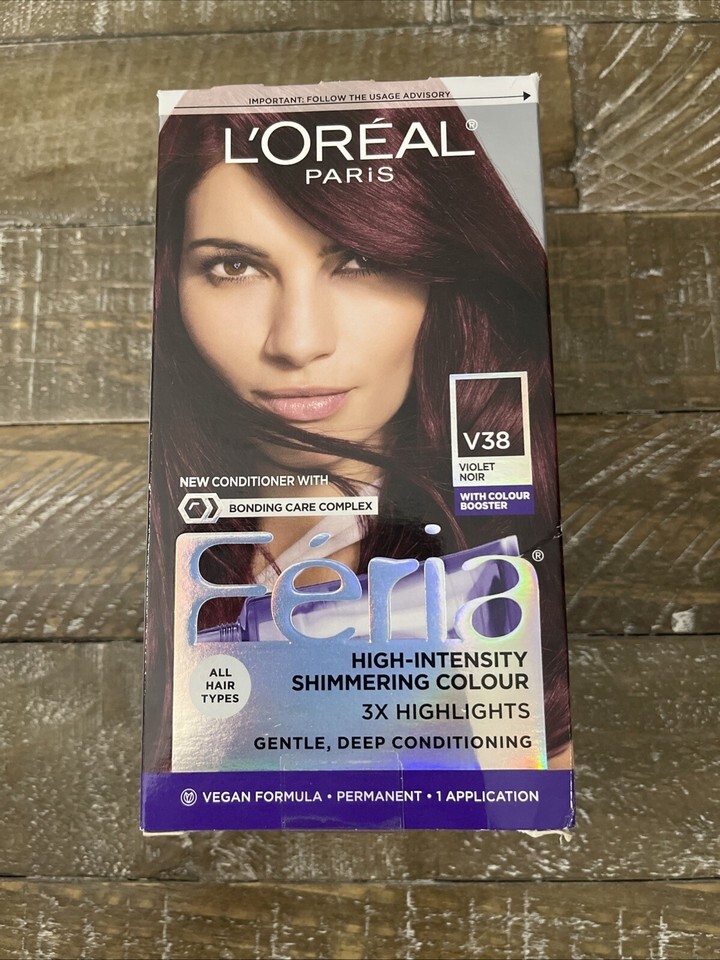 IMPORTANT: FOLLOW THE USAGE ADVISORY
L'ORÉAL®
PARiS
V38
VIOLET
NOIR
WITH COLOUR
BOOSTER
NEW CONDITIONER WITH
BONDING CARE COMPLEX
Féria®
ALL
HAIR
TYPES
HIGH-INTENSITY
SHIMMERING COLOUR
3X HIGHLIGHTS
GENTLE, DEEP CONDITIONING
VEGAN FORMULA • PERMANENT • 1 APPLICATION